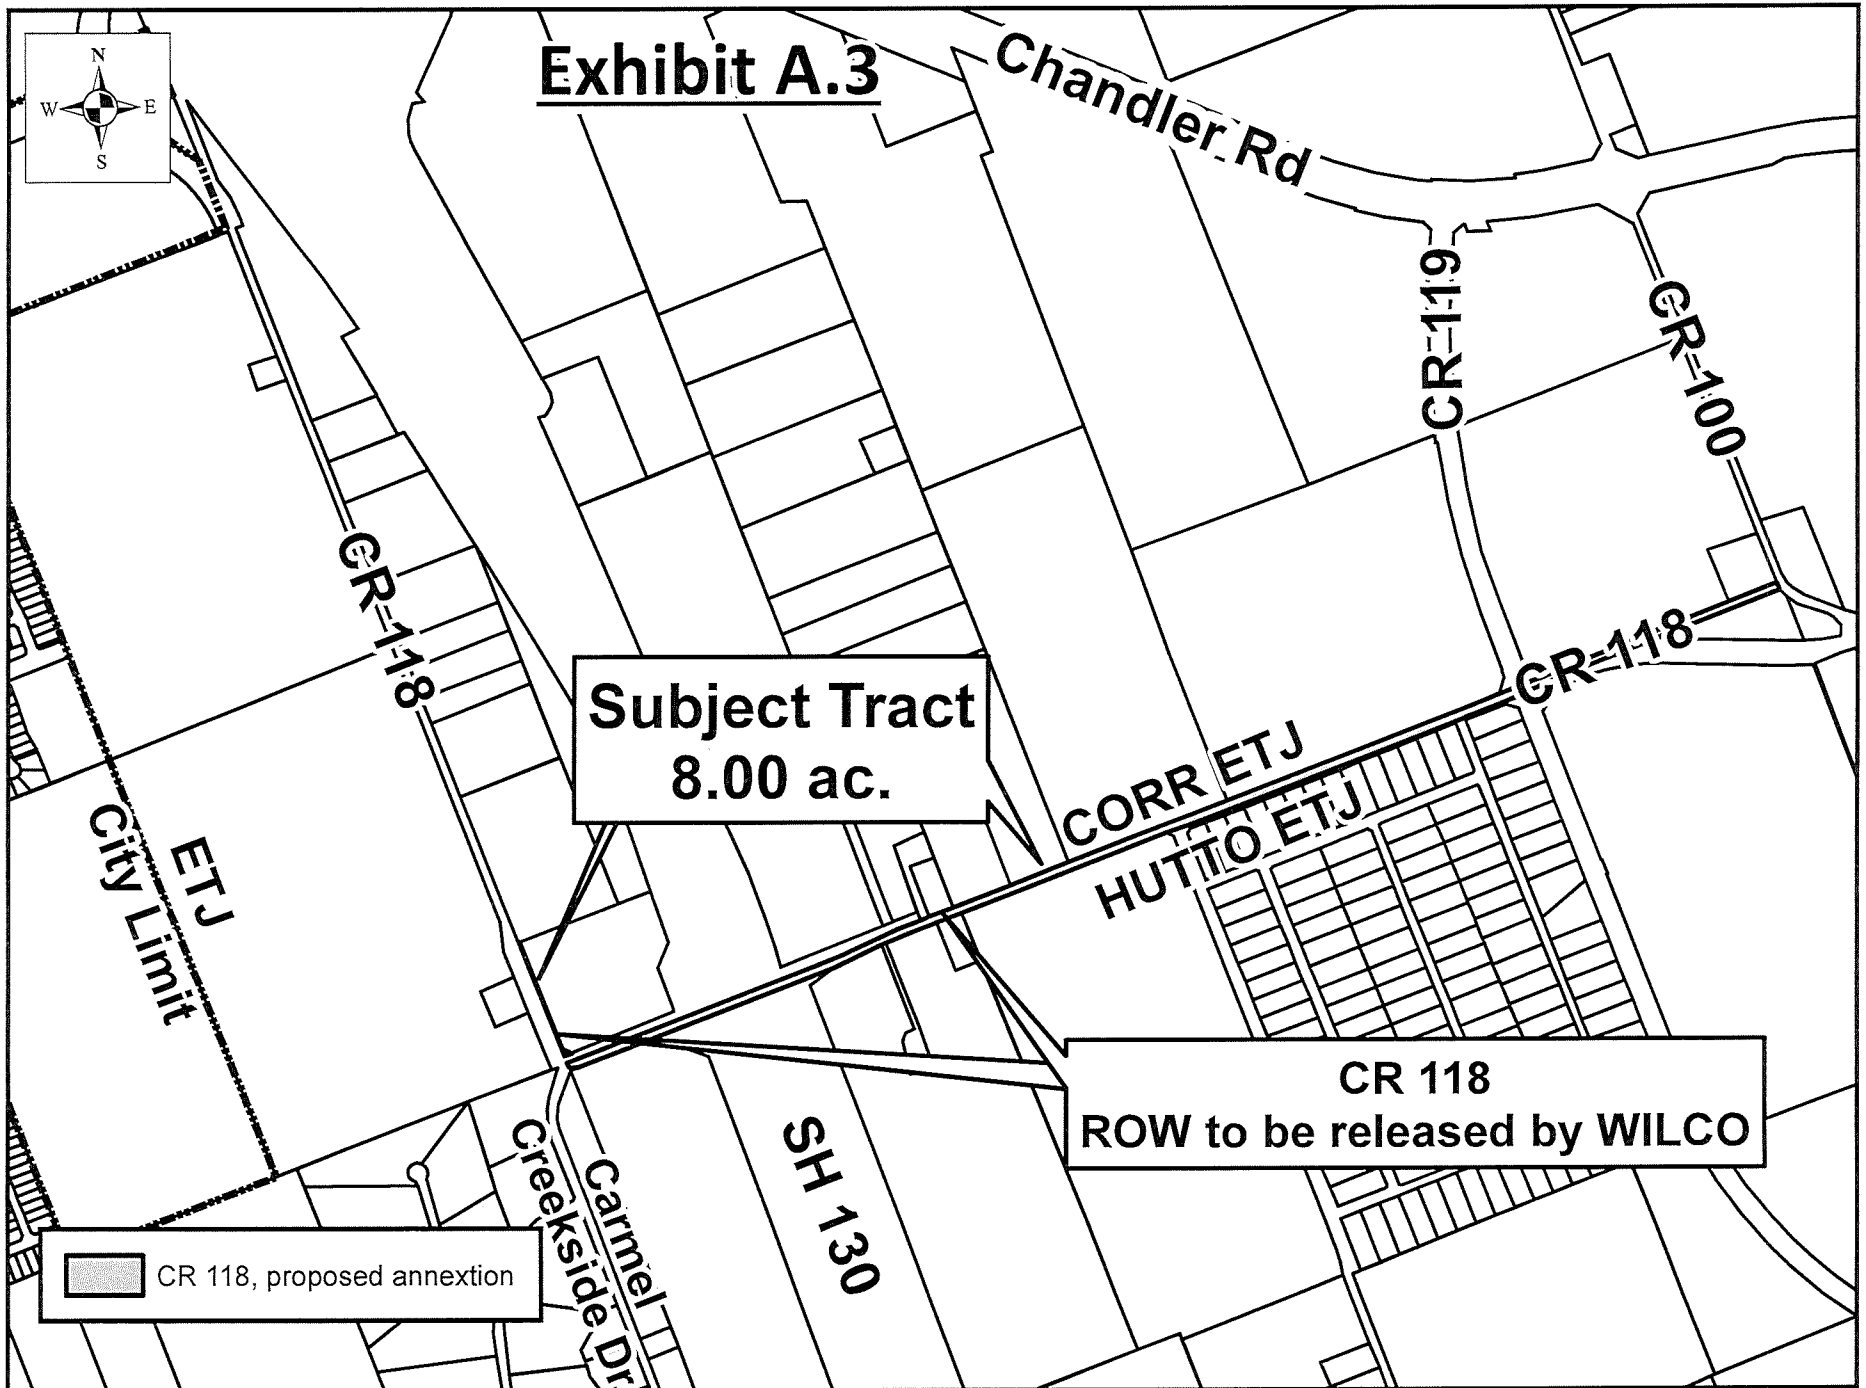 Exhibit A.3
N
W
E
S
Chandler Rd
CR 119
CR 100
CR 118
CR 118
Subject Tract
8.00 ac.
CORR ETJ
HUTTO ETJ
ETJ
City Limit
CR 118
ROW to be released by WILCO
SH 130
Carmel
Creekside Dr
CR 118, proposed annextion